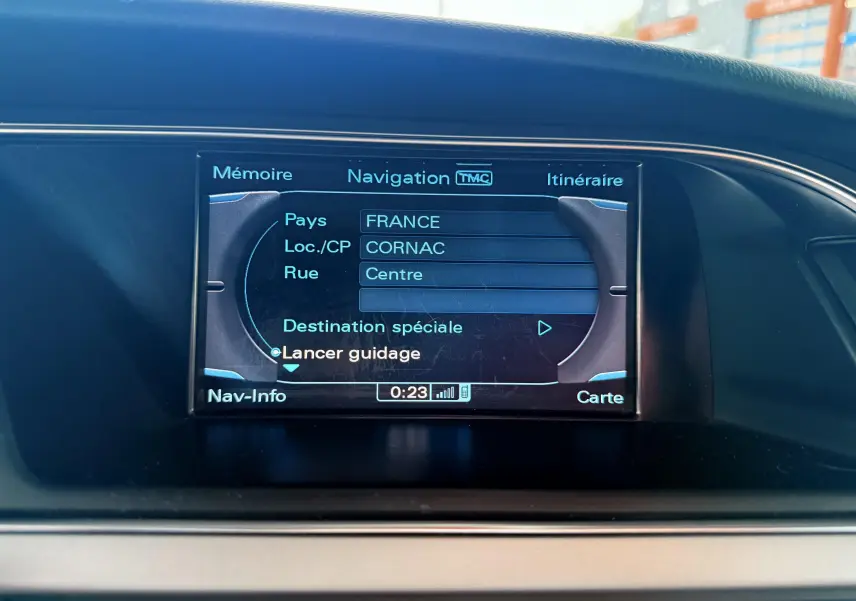 Mémoire Navigation TMC Itinéraire
Pays FRANCE
Loc./CP CORNAC
Rue Centre
Destination spéciale
Lancer guidage
Nav-Info 0:23 Carte